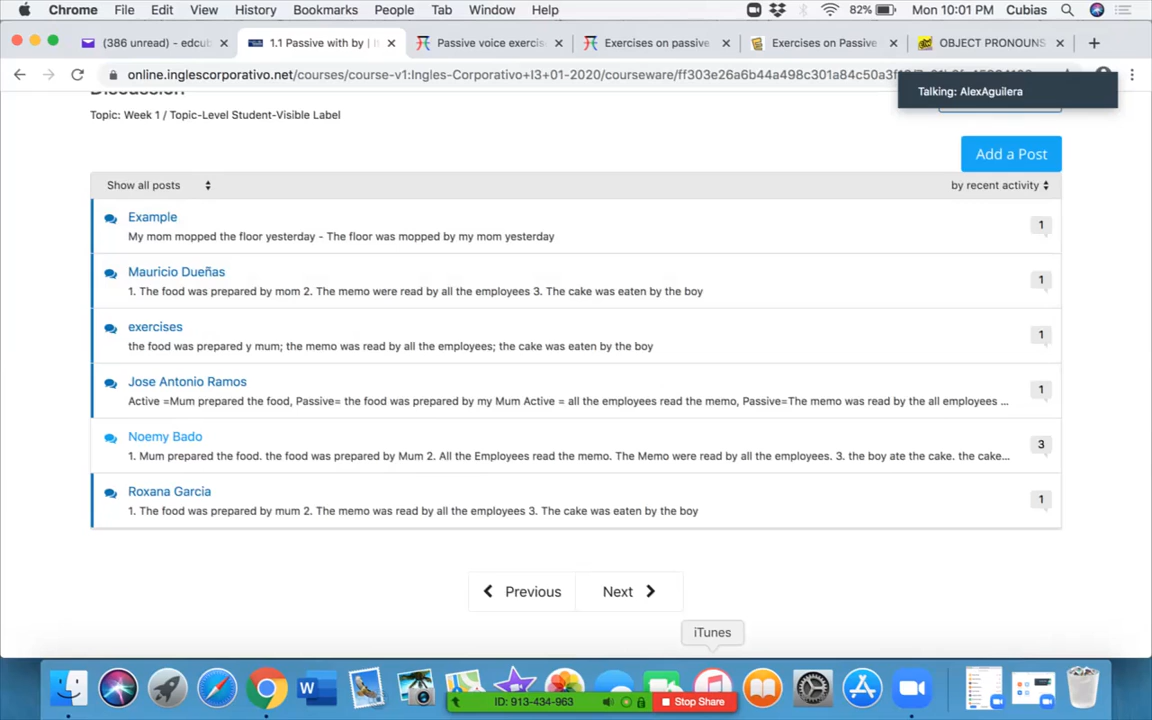 Chrome File Edit View History Bookmarks People Tab Window Help 82% Mon 10:01 PM Cubias
(386 unread) - edcub 1.1 Passive with by | I Passive voice exercis Exercises on passive Exercises on Passive OBJECT PRONOUNS
online.inglescorporativo.net/courses/course-v1:Ingles-Corporativo+I3+01-2020/courseware/ff303e26a6b44a498c301a84c50a3f
Talking: AlexAguilera
Discussion
Topic: Week 1 / Topic-Level Student-Visible Label
Add a Post
Show all posts by recent activity
Example
My mom mopped the floor yesterday - The floor was mopped by my mom yesterday 1
Mauricio Dueñas
1. The food was prepared by mom 2. The memo were read by all the employees 3. The cake was eaten by the boy 1
exercises
the food was prepared y mum; the memo was read by all the employees; the cake was eaten by the boy 1
Jose Antonio Ramos
Active =Mum prepared the food, Passive= the food was prepared by my Mum Active = all the employees read the memo, Passive=The memo was read by the all employees ... 1
Noemy Bado
1. Mum prepared the food. the food was prepared by Mum 2. All the Employees read the memo. The Memo were read by all the employees. 3. the boy ate the cake. the cake... 3
Roxana Garcia
1. The food was prepared by mum 2. The memo was read by all the employees 3. The cake was eaten by the boy 1
Previous Next
iTunes
ID: 913-434-963 Stop Share